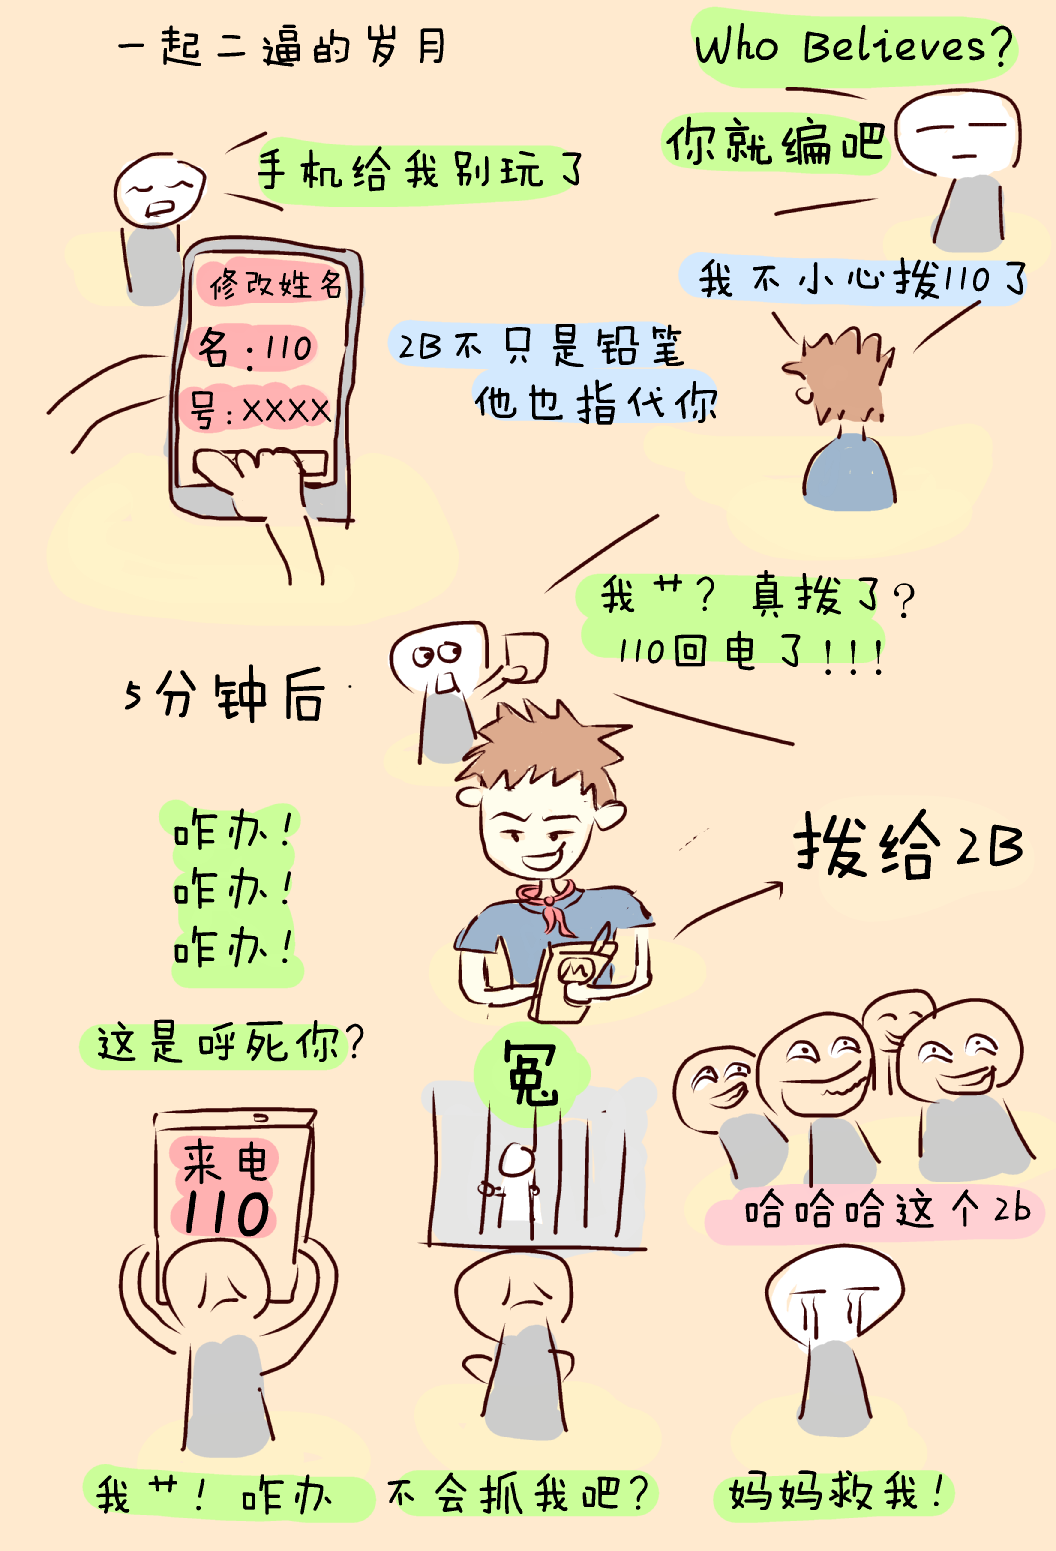 一起二逼的岁月
Who Believes?
你就编吧
手机给我别玩了
修改姓名
名:110
号:XXXX
我不小心拨110了
2B不只是铅笔
他也指代你
我艹?真拨了?
110回电了!!!
5分钟后
咋办!
咋办!
咋办!
拨给2B
这是呼死你?
来电
110
冤
哈哈哈这个2b
我艹!咋办
不会抓我吧?
妈妈救我!